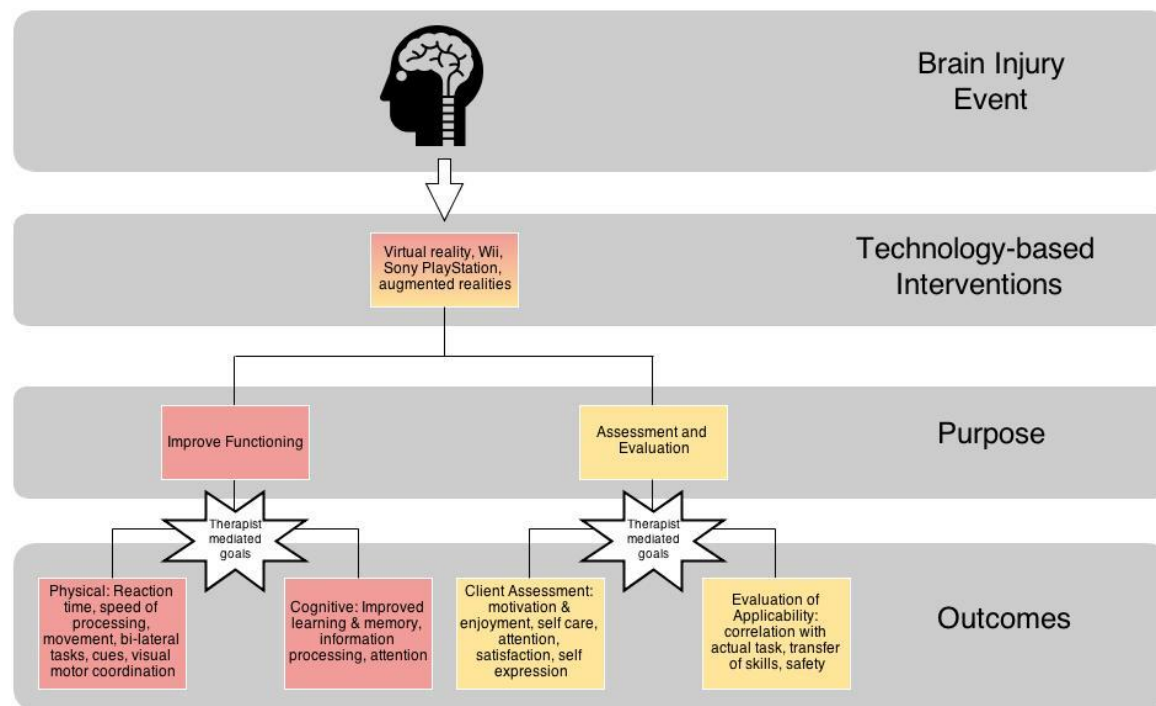 Brain Injury
Event
Virtual reality, Wii,
Sony PlayStation,
augmented realities
Technology-based
Interventions
Improve Functioning
Assessment and
Evaluation
Purpose
Therapist
mediated
goals
Therapist
mediated
goals
Physical: Reaction
time, speed of
processing,
movement, bi-lateral
tasks, cues, visual
motor coordination
Cognitive: Improved
learning & memory,
information
processing, attention
Client Assessment:
motivation &
enjoyment, self care,
attention,
satisfaction, self
expression
Evaluation of
Applicability:
correlation with
actual task, transfer
of skills, safety
Outcomes